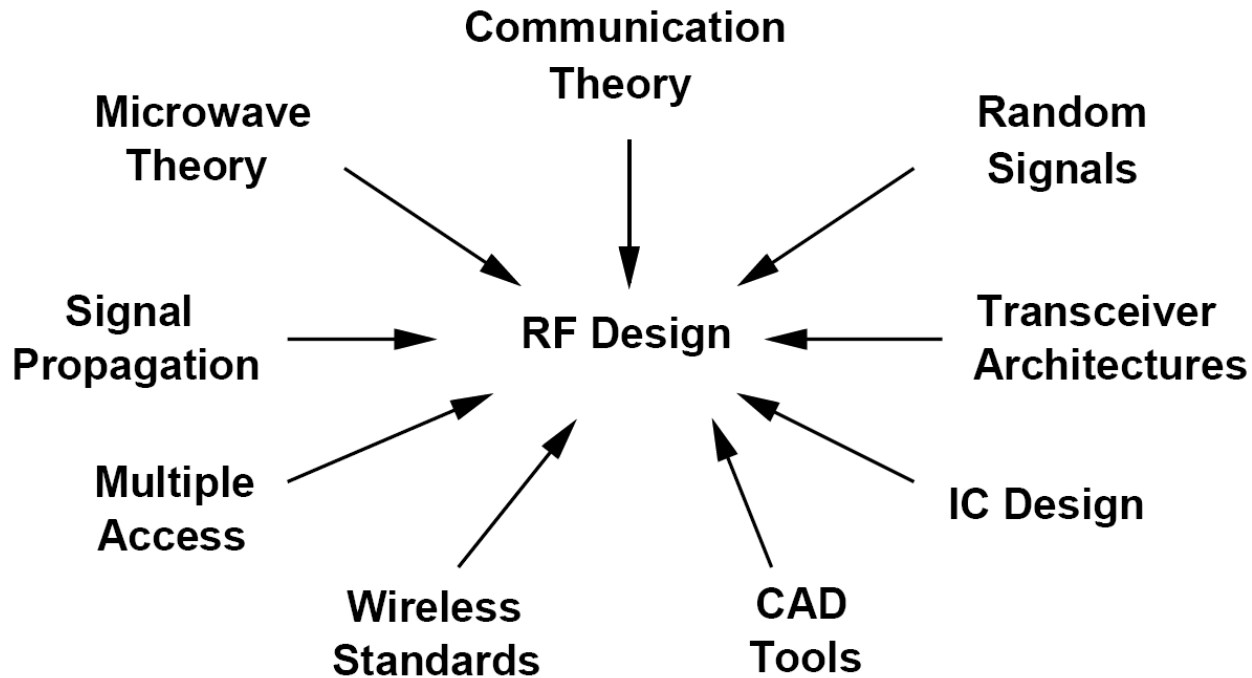 Communication
Theory
Microwave
Theory
Random
Signals
Signal
Propagation
RF Design
Transceiver
Architectures
Multiple
Access
IC Design
Wireless
Standards
CAD
Tools